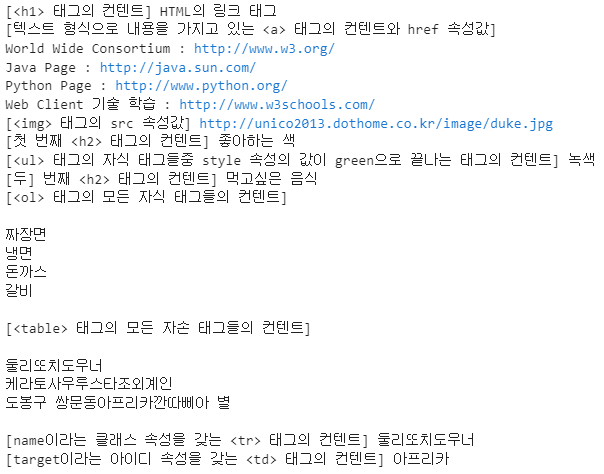 [<h1> 태그의 컨텐트] HTML의 링크 태그
[텍스트 형식으로 내용을 가지고 있는 <a> 태그의 컨텐트와 href 속성값]
World Wide Consortium : http://www.w3.org/
Java Page : http://java.sun.com/
Python Page : http://www.python.org/
Web Client 기술 학습 : http://www.w3schools.com/
[<img> 태그의 src 속성값] http://unico2013.dothome.co.kr/image/duke.jpg
[첫 번째 <h2> 태그의 컨텐트] 좋아하는 색
[<ul> 태그의 자식 태그들중 style 속성의 값이 green으로 끝나는 태그의 컨텐트] 녹색
[두] 번째 <h2> 태그의 컨텐트] 먹고싶은 음식
[<ol> 태그의 모든 자식 태그들의 컨텐트]
짜장면
냉면
돈까스
갈비
[<table> 태그의 모든 자손 태그들의 컨텐트]
둘리또치도우너
케라토사우루스타조외계인
도봉구 쌍문동아프리카깐따삐아 별
[name이라는 클래스 속성을 갖는 <tr> 태그의 컨텐트] 둘리또치도우너
[target이라는 아이디 속성을 갖는 <td> 태그의 컨텐트] 아프리카